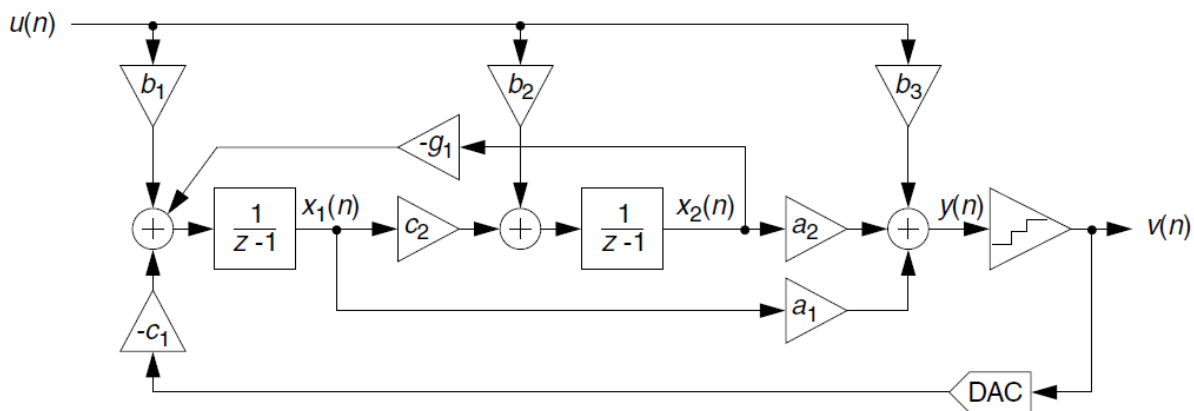 u(n)
b1 b2 b3
-g1
1
z -1
x1(n)
c2
1
z -1
x2(n)
a2
y(n)
v(n)
a1
-c1
DAC